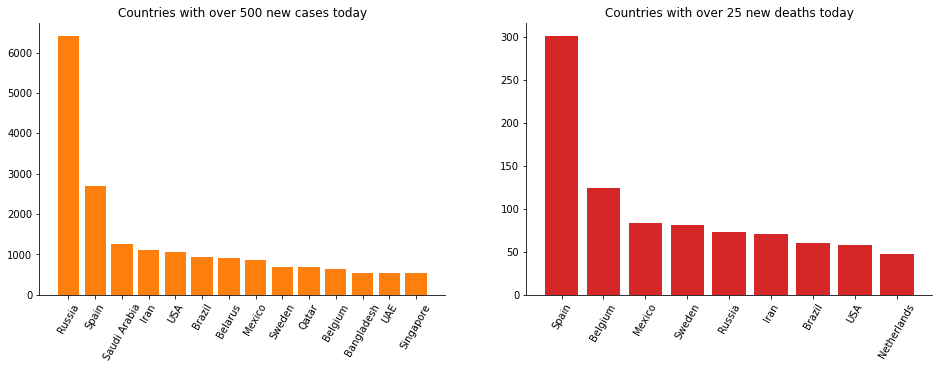 Countries with over 500 new cases today
6000
5000
4000
3000
2000
1000
0
Russia
Spain
Saudi Arabia
Iran
USA
Brazil
Belarus
Mexico
Sweden
Qatar
Belgium
Bangladesh
UAE
Singapore
Countries with over 25 new deaths today
300
250
200
150
100
50
0
Spain
Belgium
Mexico
Sweden
Russia
Iran
Brazil
USA
Netherlands